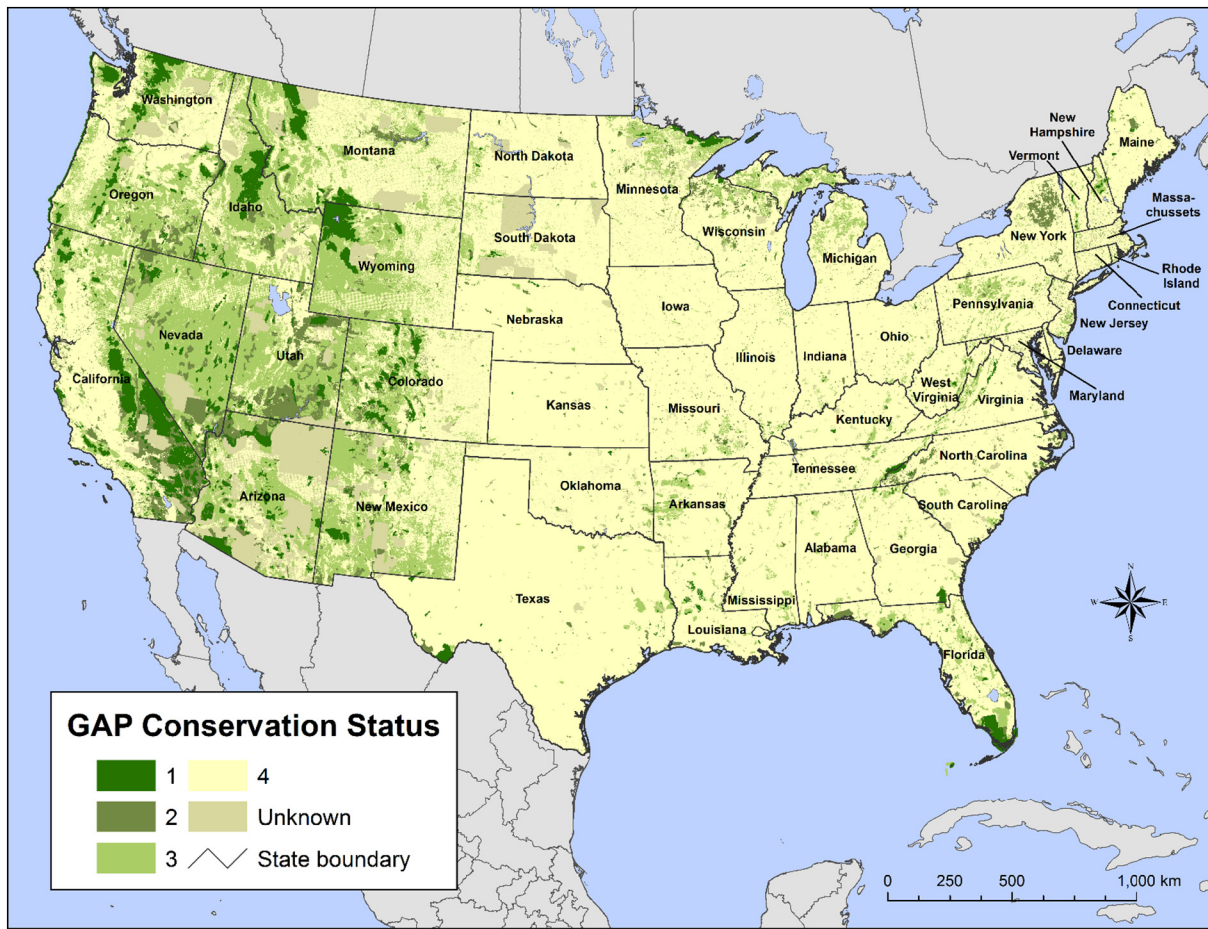 Washington
Montana
North Dakota
Minnesota
New
Hampshire
Vermont
Maine
Oregon
Idaho
Wyoming
South Dakota
Wisconsin
Michigan
New York
Massa-
chussets
Rhode
Island
Connecticut
New Jersey
Pennsylvania
Nebraska
Iowa
Nevada
Utah
Colorado
California
Illinois
Indiana
Ohio
Delaware
Maryland
West
Virginia
Virginia
Kansas
Missouri
Kentucky
Arizona
New Mexico
Oklahoma
Arkansas
Tennessee
North Carolina
South Carolina
Texas
Louisiana
Mississippi
Alabama
Georgia
Florida
N
W
E
S
GAP Conservation Status
1
4
2
Unknown
3
State boundary
0 250 500 1,000 km